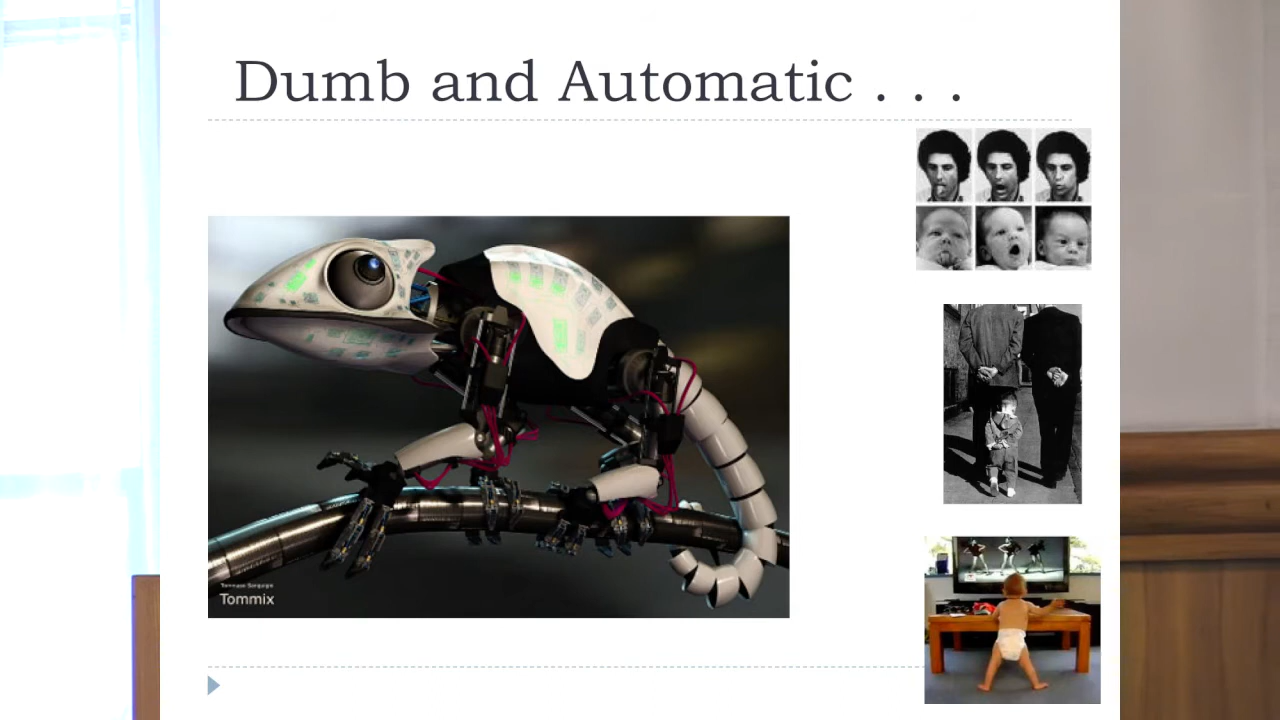 Dumb and Automatic . . .
Tommix